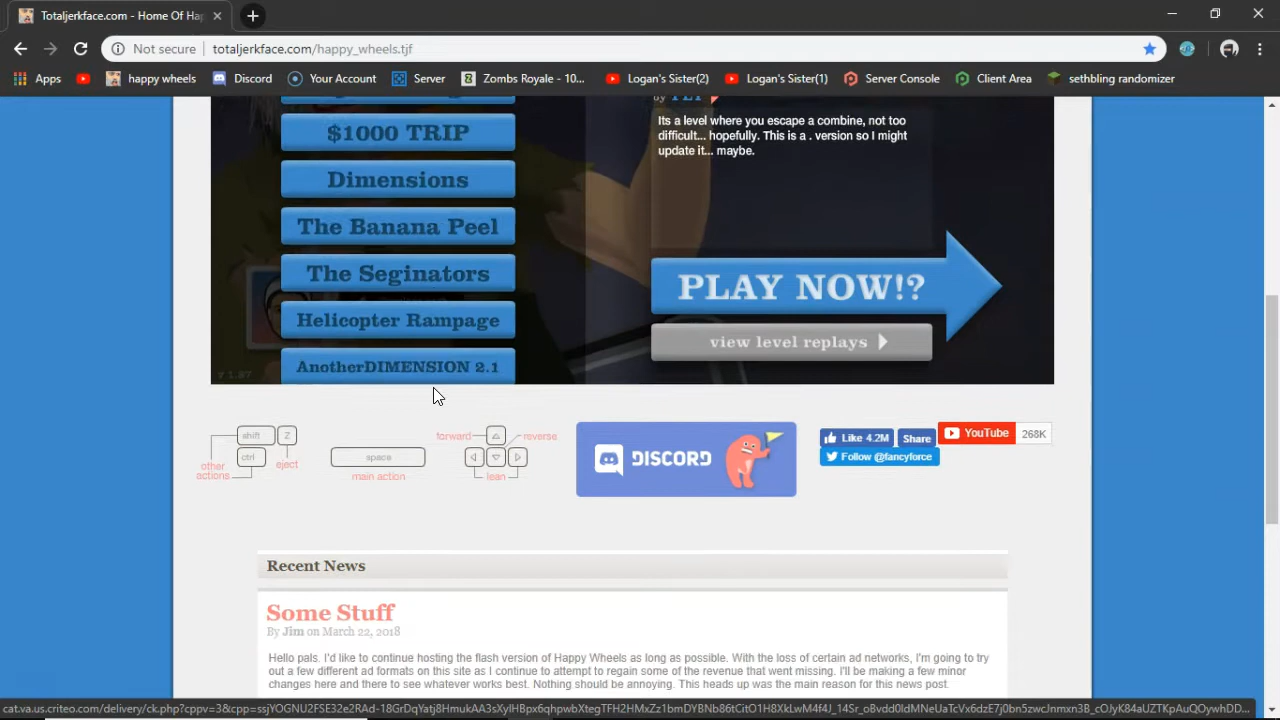 Totaljerkface.com - Home Of Hap
Not secure totaljerkface.com/happy_wheels.tjf
Apps happy wheels Discord Your Account Server Zombs Royale - 10... Logan's Sister(2) Logan's Sister(1) Server Console Client Area sethbling randomizer
by
Its a level where you escape a combine, not too
difficult... hopefully. This is a . version so I might
update it... maybe.
$1000 TRIP
Dimensions
The Banana Peel
The Seginators
Helicopter Rampage
AnotherDIMENSION 2.1
PLAY NOW!?
view level replays
V 1.87
shift Z
ctrl
other
actions
eject
space
main action
forward
reverse
lean
DISCORD
Like 4.2M Share YouTube 268K
Follow @fancyforce
Recent News
Some Stuff
By Jim on March 22, 2018
Hello pals. I'd like to continue hosting the flash version of Happy Wheels as long as possible. With the loss of certain ad networks, I'm going to try
out a few different ad formats on this site as I continue to attempt to regain some of the revenue that went missing. I'll be making a few minor
changes here and there to see whatever works best. Nothing should be annoying. This heads up was the main reason for this news post.